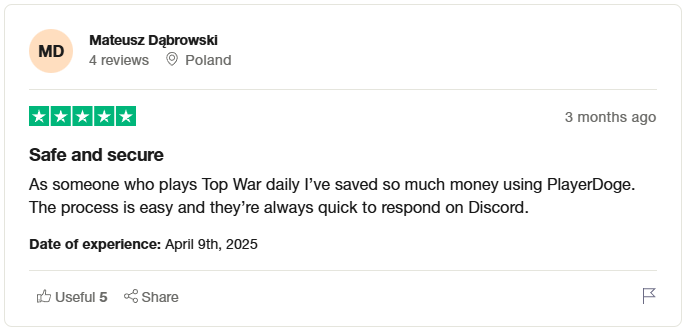 MD
Mateusz Dąbrowski
4 reviews Poland
3 months ago
Safe and secure
As someone who plays Top War daily I’ve saved so much money using PlayerDoge.
The process is easy and they’re always quick to respond on Discord.
Date of experience: April 9th, 2025
Useful 5 Share